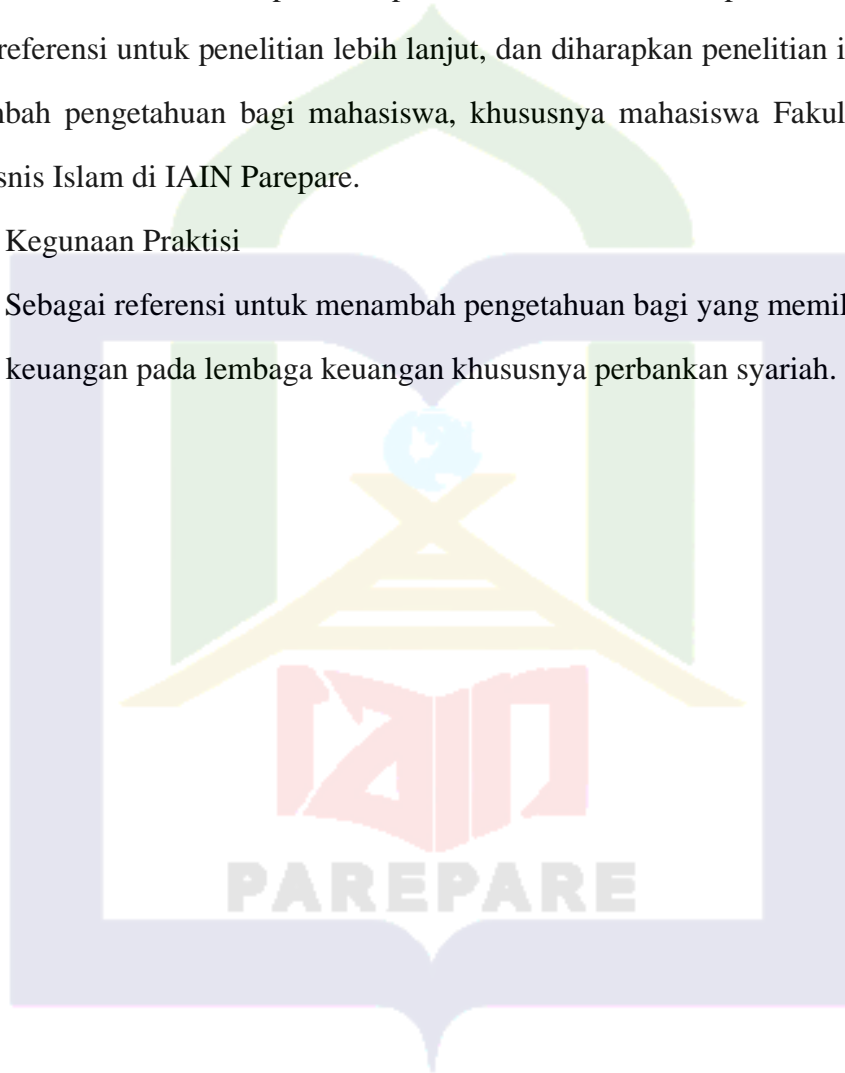 referensi untuk penelitian lebih lanjut, dan diharapkan penelitian i
bah pengetahuan bagi mahasiswa, khususnya mahasiswa Fakul
snis Islam di IAIN Parepare.
Kegunaan Praktisi
Sebagai referensi untuk menambah pengetahuan bagi yang memil
keuangan pada lembaga keuangan khususnya perbankan syariah.
iain
PAREPARE